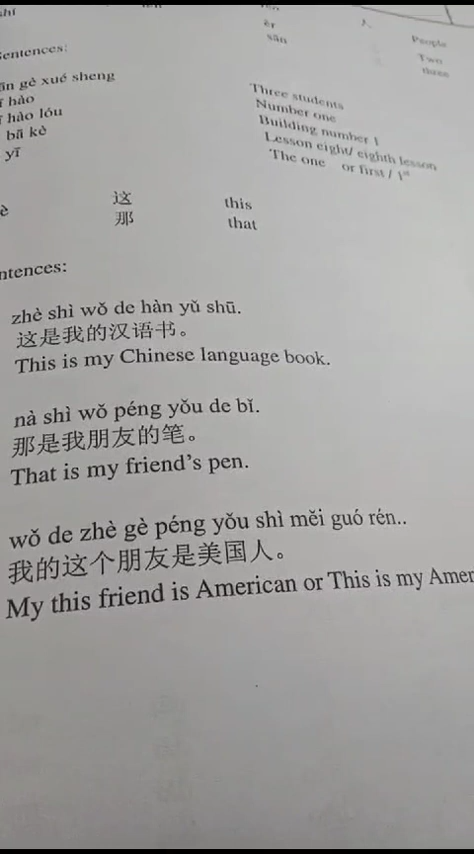 shí
èr
人
People
sān
Two
three
entences:
ān gè xué sheng
Three students
ī hào
Number one
ī hào lóu
Building number 1
bā kè
Lesson eight/ eighth lesson
yī
The one or first / 1st
è 这 this
那 that
ntences:
zhè shì wǒ de hàn yǔ shū.
这是我的汉语书。
This is my Chinese language book.
nà shì wǒ péng yǒu de bǐ.
那是我朋友的笔。
That is my friend's pen.
wǒ de zhè gè péng yǒu shì měi guó rén..
我的这个朋友是美国人。
My this friend is American or This is my Amer